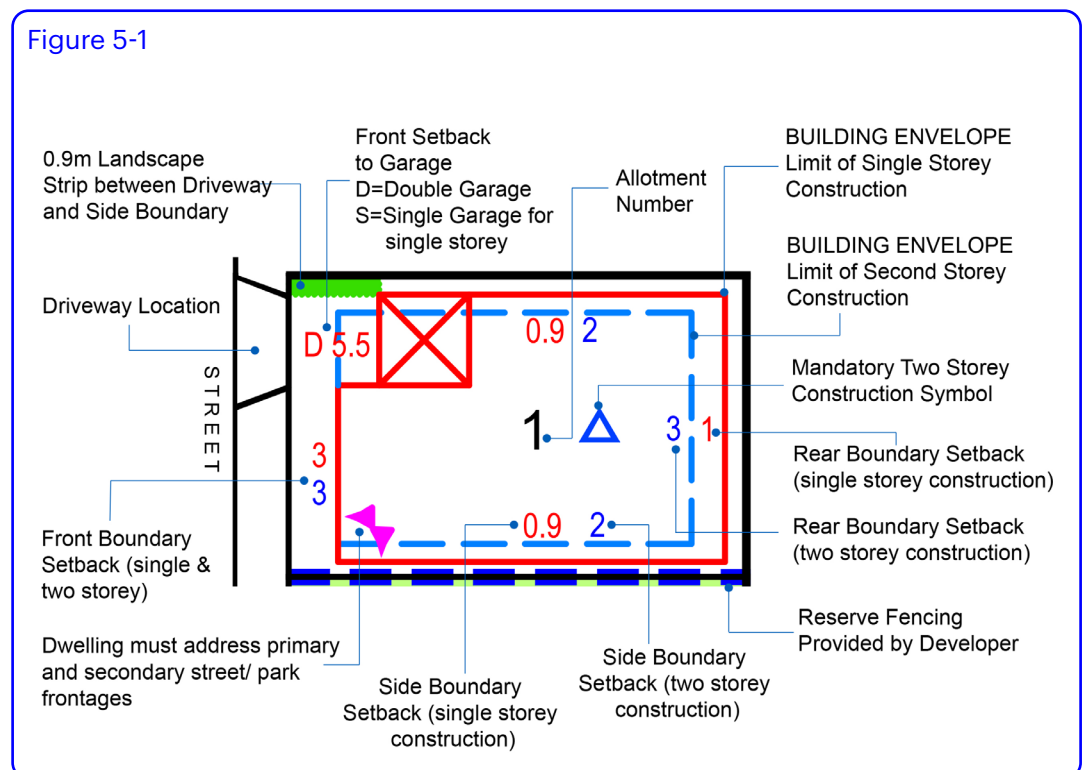 Figure 5-1
0.9m Landscape
Strip between Driveway
and Side Boundary
Front Setback
to Garage
D=Double Garage
S=Single Garage for
single storey
Allotment
Number
BUILDING ENVELOPE
Limit of Single Storey
Construction
BUILDING ENVELOPE
Limit of Second Storey
Construction
Driveway Location
STREET
D 5.5
0.9 2
Mandatory Two Storey
Construction Symbol
1
3 1
3
3
Rear Boundary Setback
(single storey construction)
0.9 2
Rear Boundary Setback
(two storey construction)
Front Boundary
Setback (single &
two storey)
Reserve Fencing
Provided by Developer
Dwelling must address primary
and secondary street/ park
frontages
Side Boundary
Setback (single storey
construction)
Side Boundary
Setback (two storey
construction)